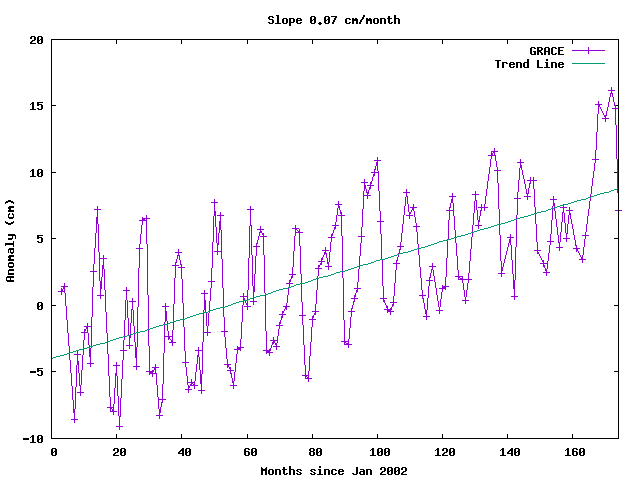 Slope 0.07 cm/month
GRACE
Trend Line
20
15
10
5
0
-5
-10
Anomaly (cm)
0 20 40 60 80 100 120 140 160
Months since Jan 2002